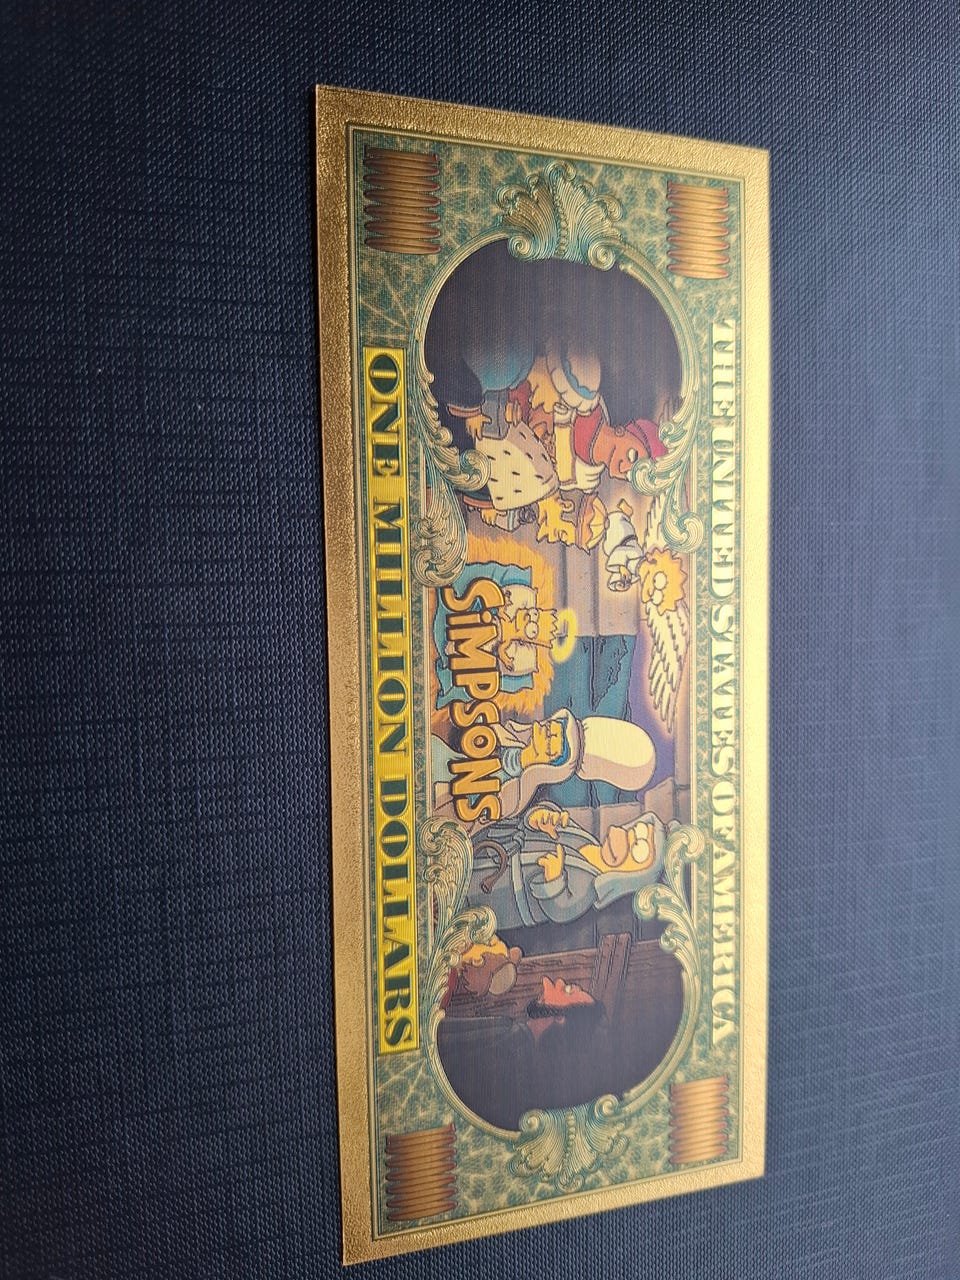 THE UNITED STATES OF AMERICA
SiMPSONS
ONE MILLION DOLLARS